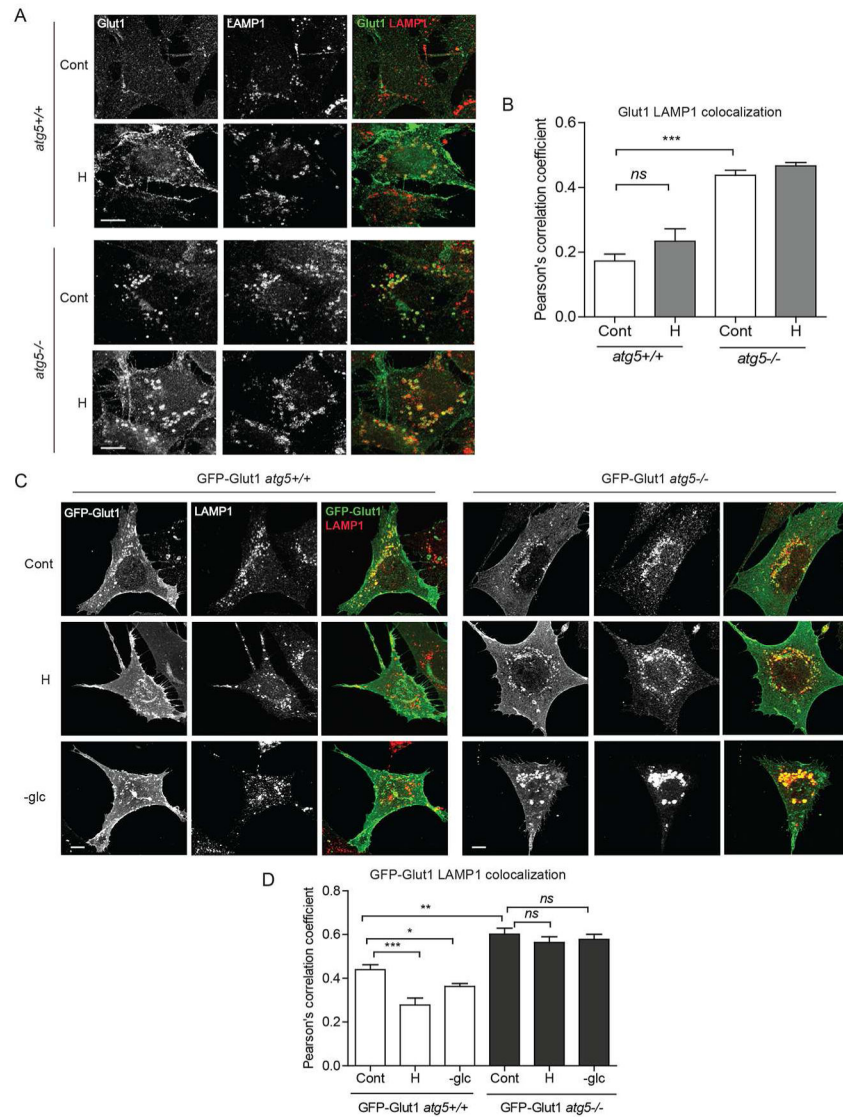 A
Glut1 LAMP1 Glut1 LAMP1
Cont
atg5+/+
H
Cont
atg5-/-
H
B
Glut1 LAMP1 colocalization
Pearson's correlation coefficient
0.6
0.4
0.2
0.0
***
ns
Cont H Cont H
atg5+/+ atg5-/-
C
GFP-Glut1 atg5+/+ GFP-Glut1 atg5-/-
GFP-Glut1 LAMP1 GFP-Glut1
LAMP1
Cont
H
-glc
D
GFP-Glut1 LAMP1 colocalization
Pearson's correlation coefficient
0.8
0.6
0.4
0.2
0.0
**
*
***
ns
ns
Cont H -glc Cont H -glc
GFP-Glut1 atg5+/+ GFP-Glut1 atg5-/-